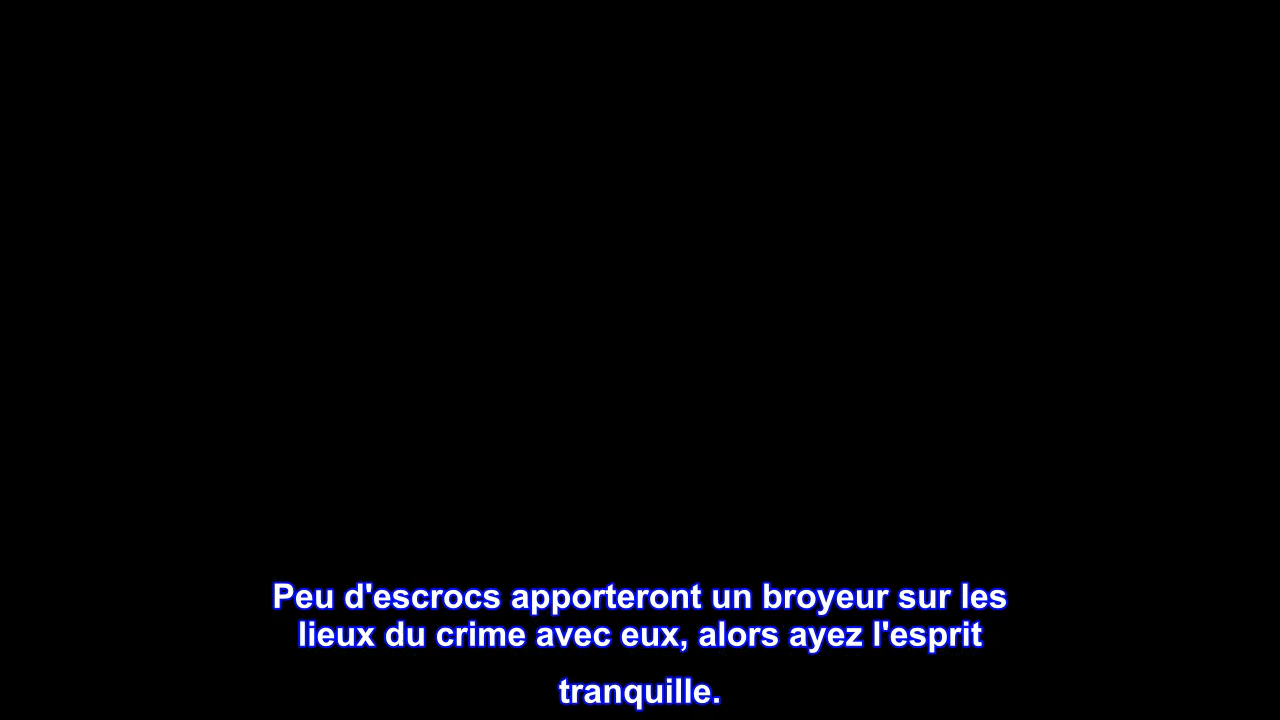 Peu d'escrocs apporteront un broyeur sur les
lieux du crime avec eux, alors ayez l'esprit
tranquille.